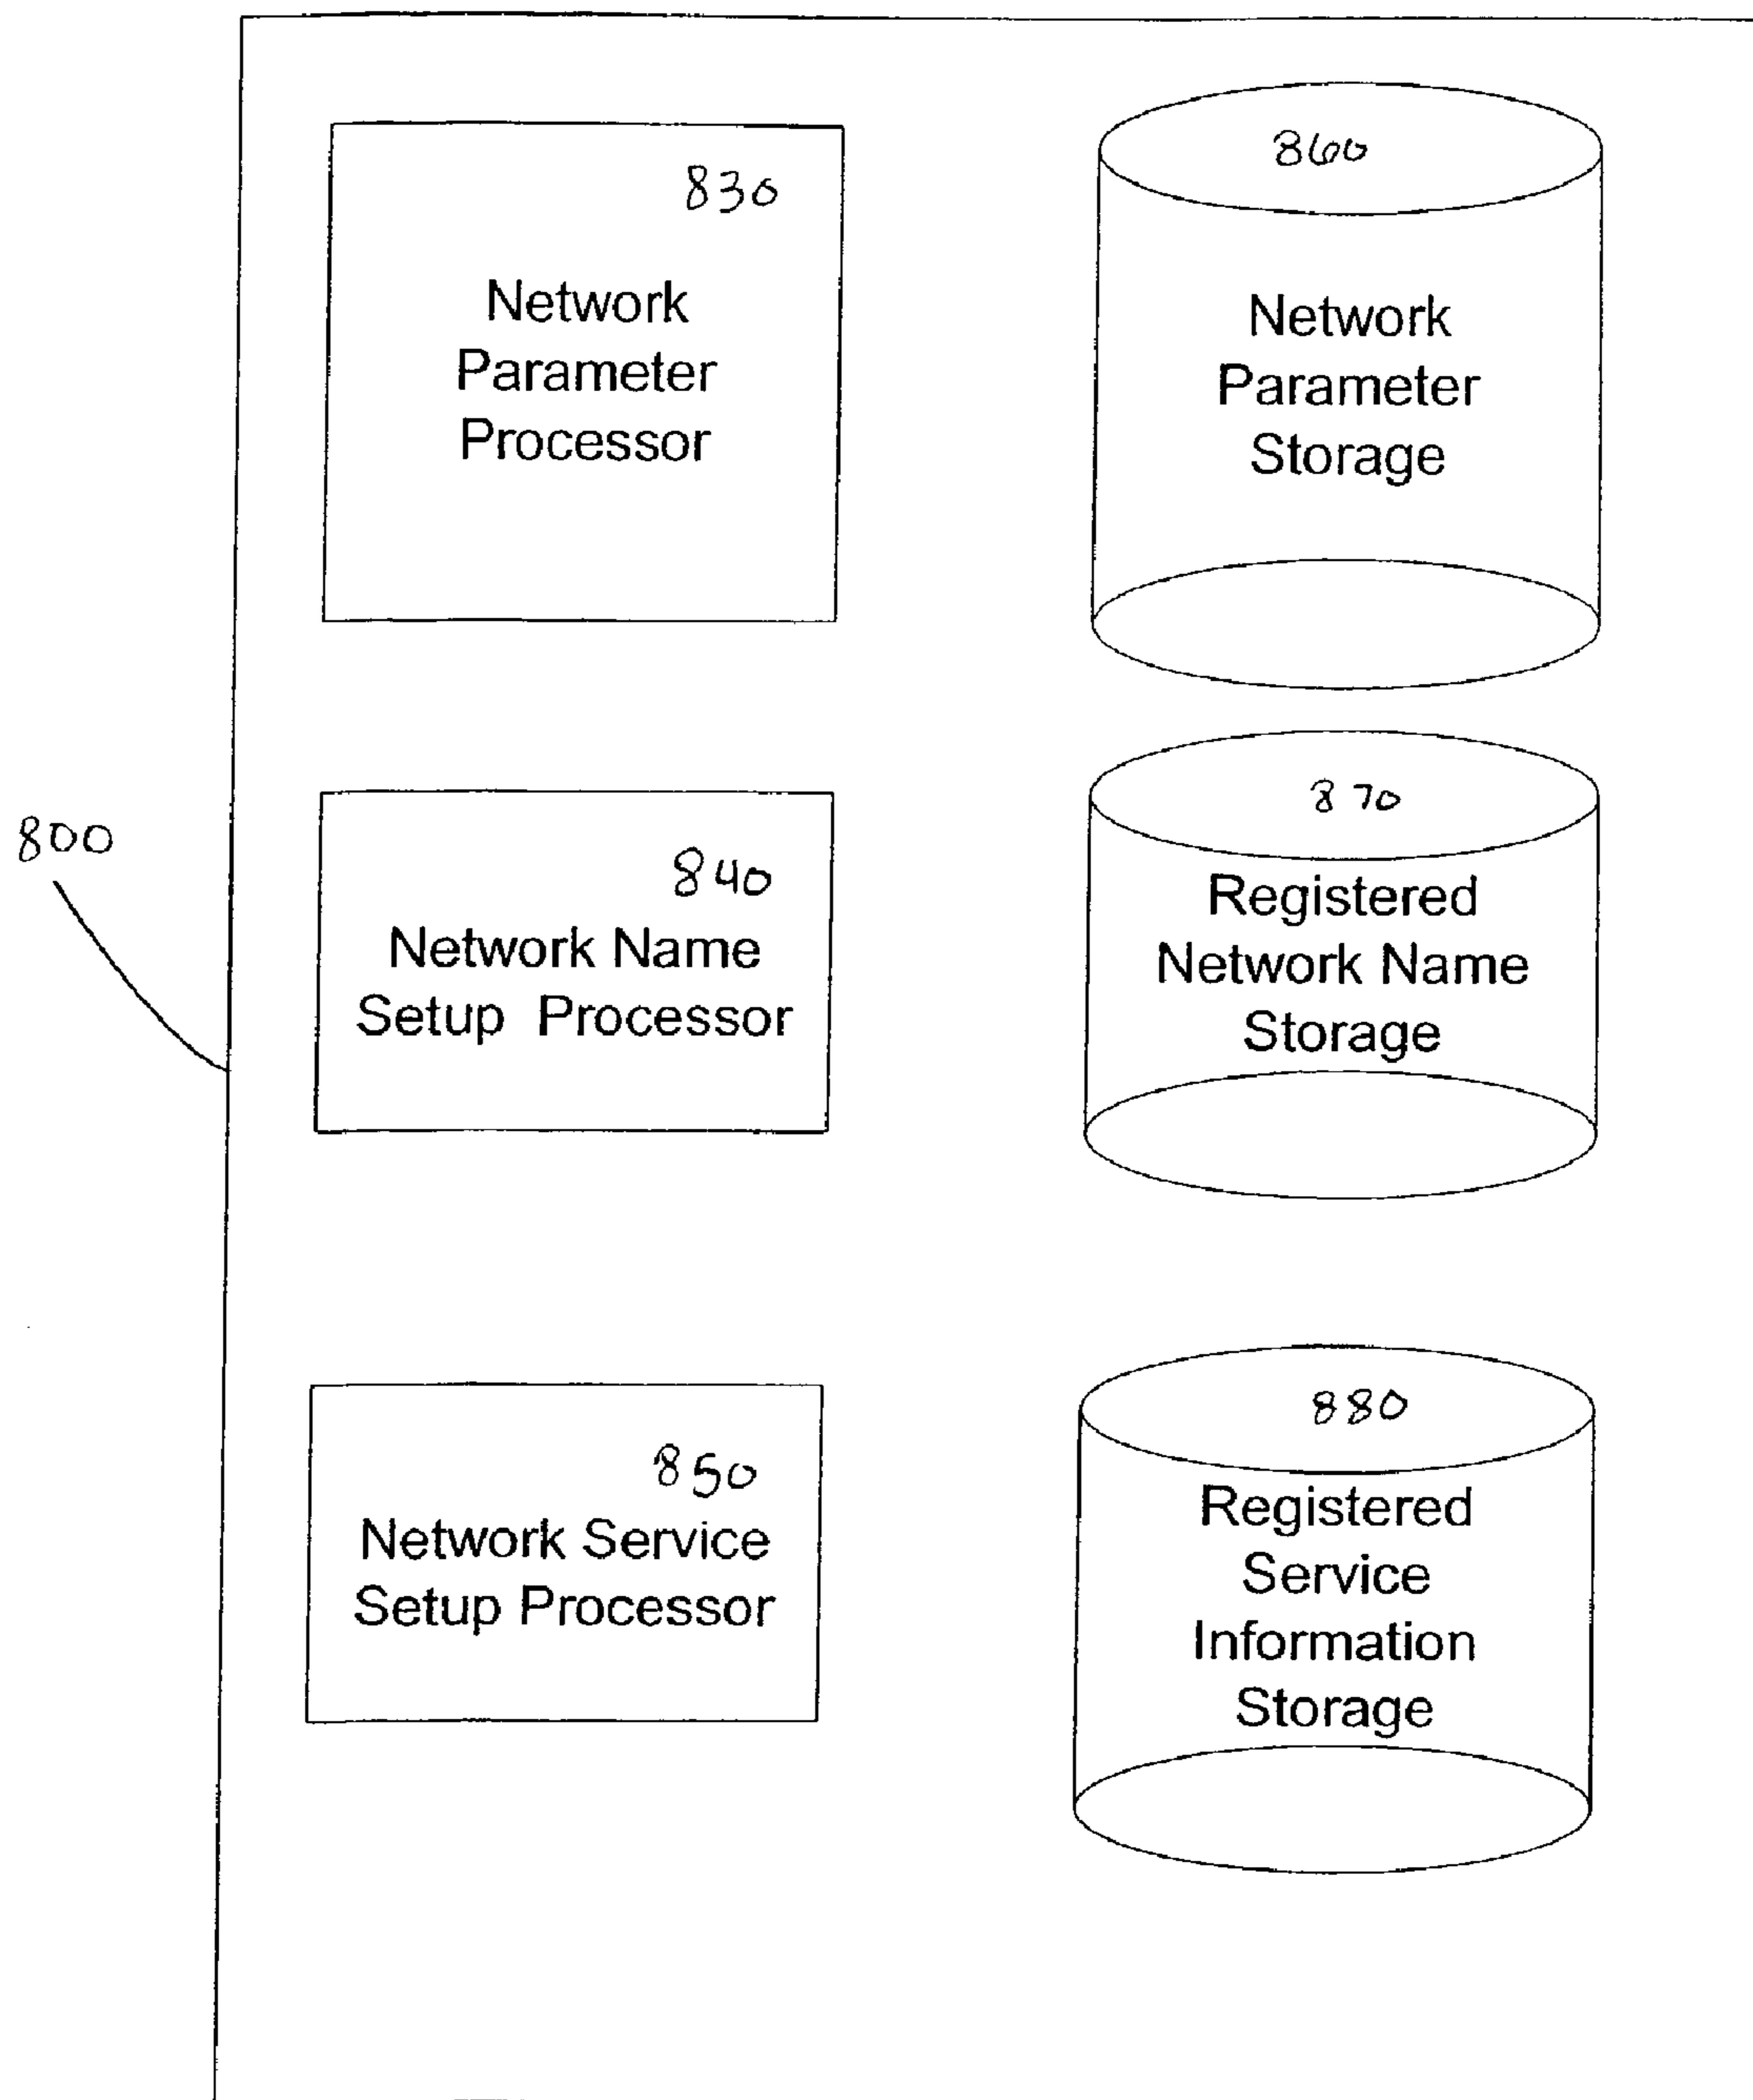 830
Network
Parameter
Processor
860
Network
Parameter
Storage
800
840
Network Name
Setup Processor
870
Registered
Network Name
Storage
850
Network Service
Setup Processor
880
Registered
Service
Information
Storage